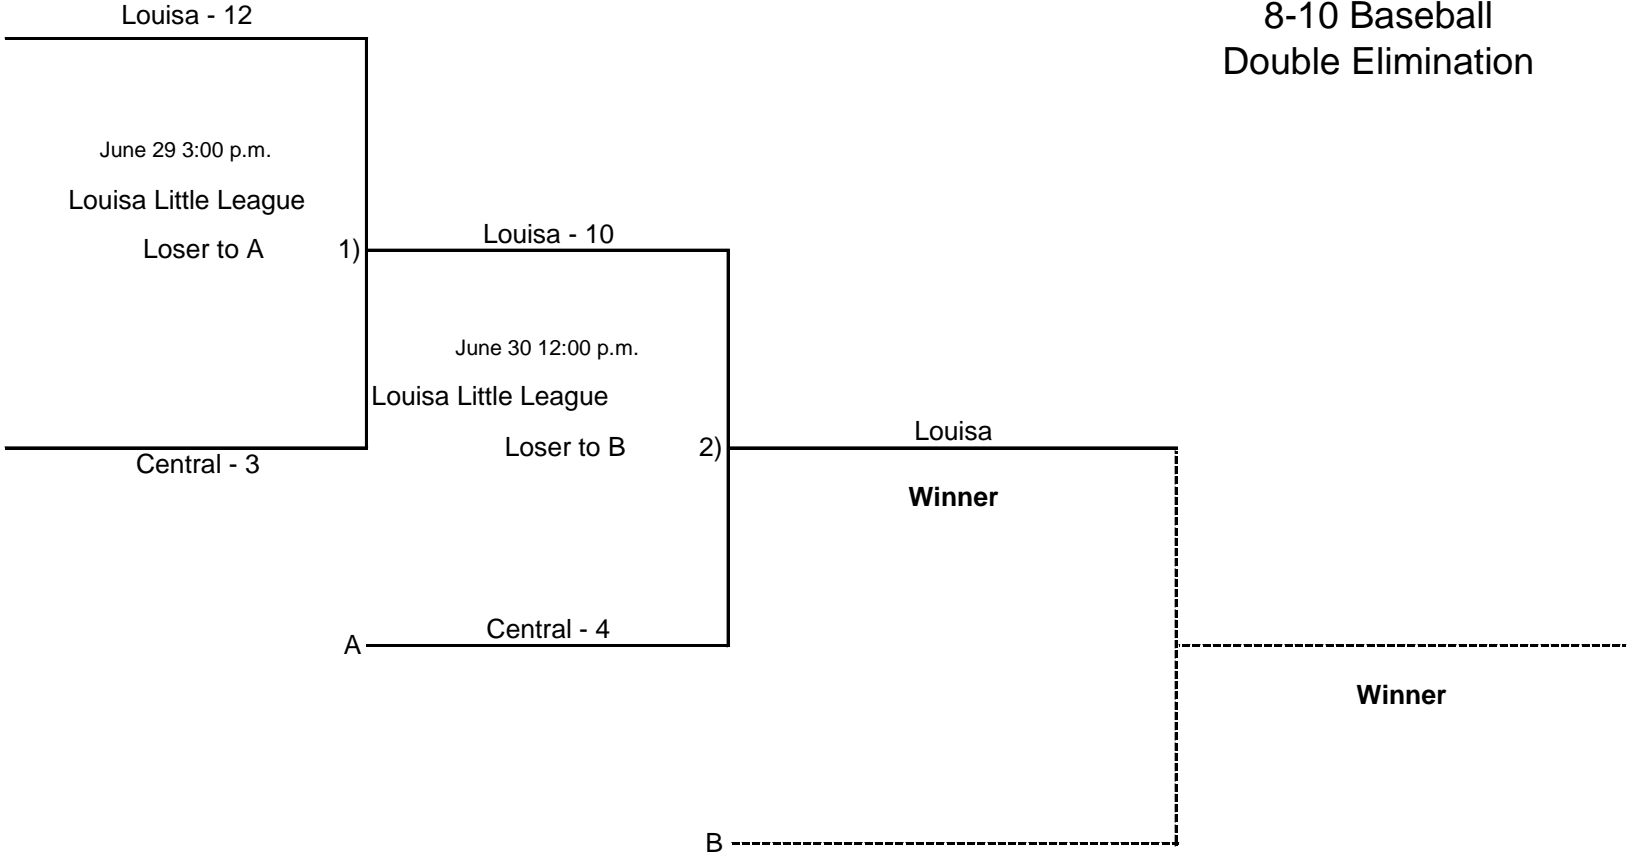 Louisa - 12
8-10 Baseball
Double Elimination
June 29 3:00 p.m.
Louisa Little League
Loser to A 1)
Louisa - 10
June 30 12:00 p.m.
Louisa Little League
Loser to B 2)
Louisa
Central - 3
Winner
Central - 4
A
Winner
B